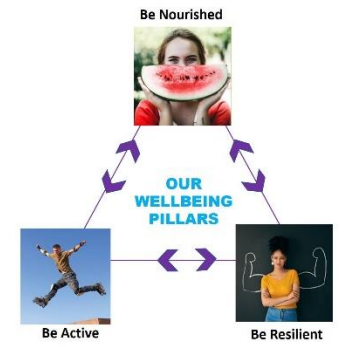 Be Nourished
OUR
WELLBEING
PILLARS
Be Active
Be Resilient